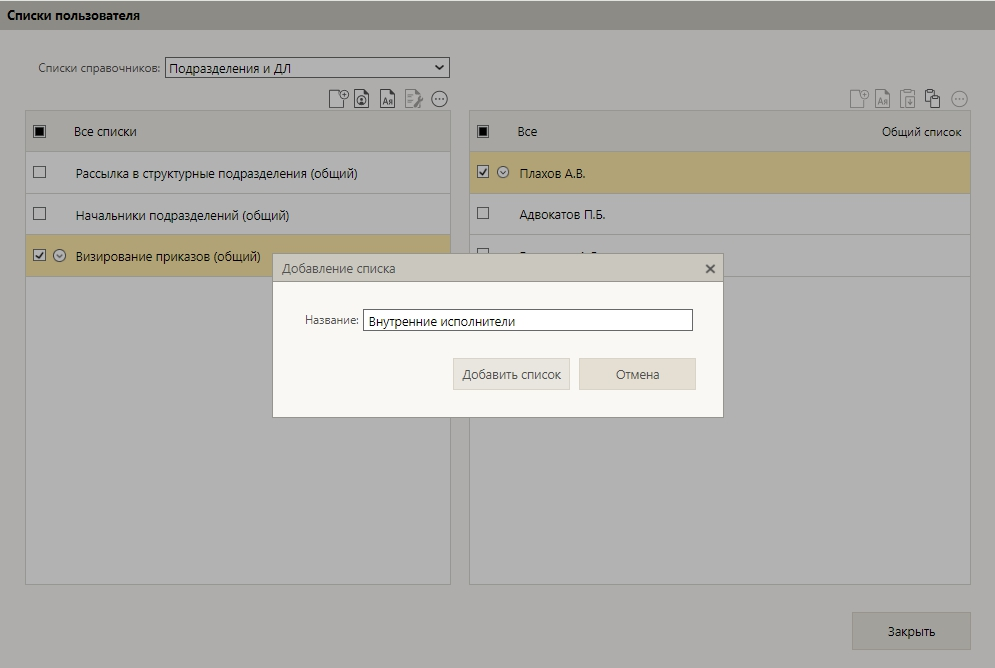 Списки пользователя
Списки справочников: Подразделения и ДЛ
Все списки
Рассылка в структурные подразделения (общий)
Начальники подразделений (общий)
Визирование приказов (общий)
Все Общий список
Плахов А.В.
Адвокатов П.Б.
Добавление списка
Название: Внутренние исполнители
Добавить список Отмена
Закрыть